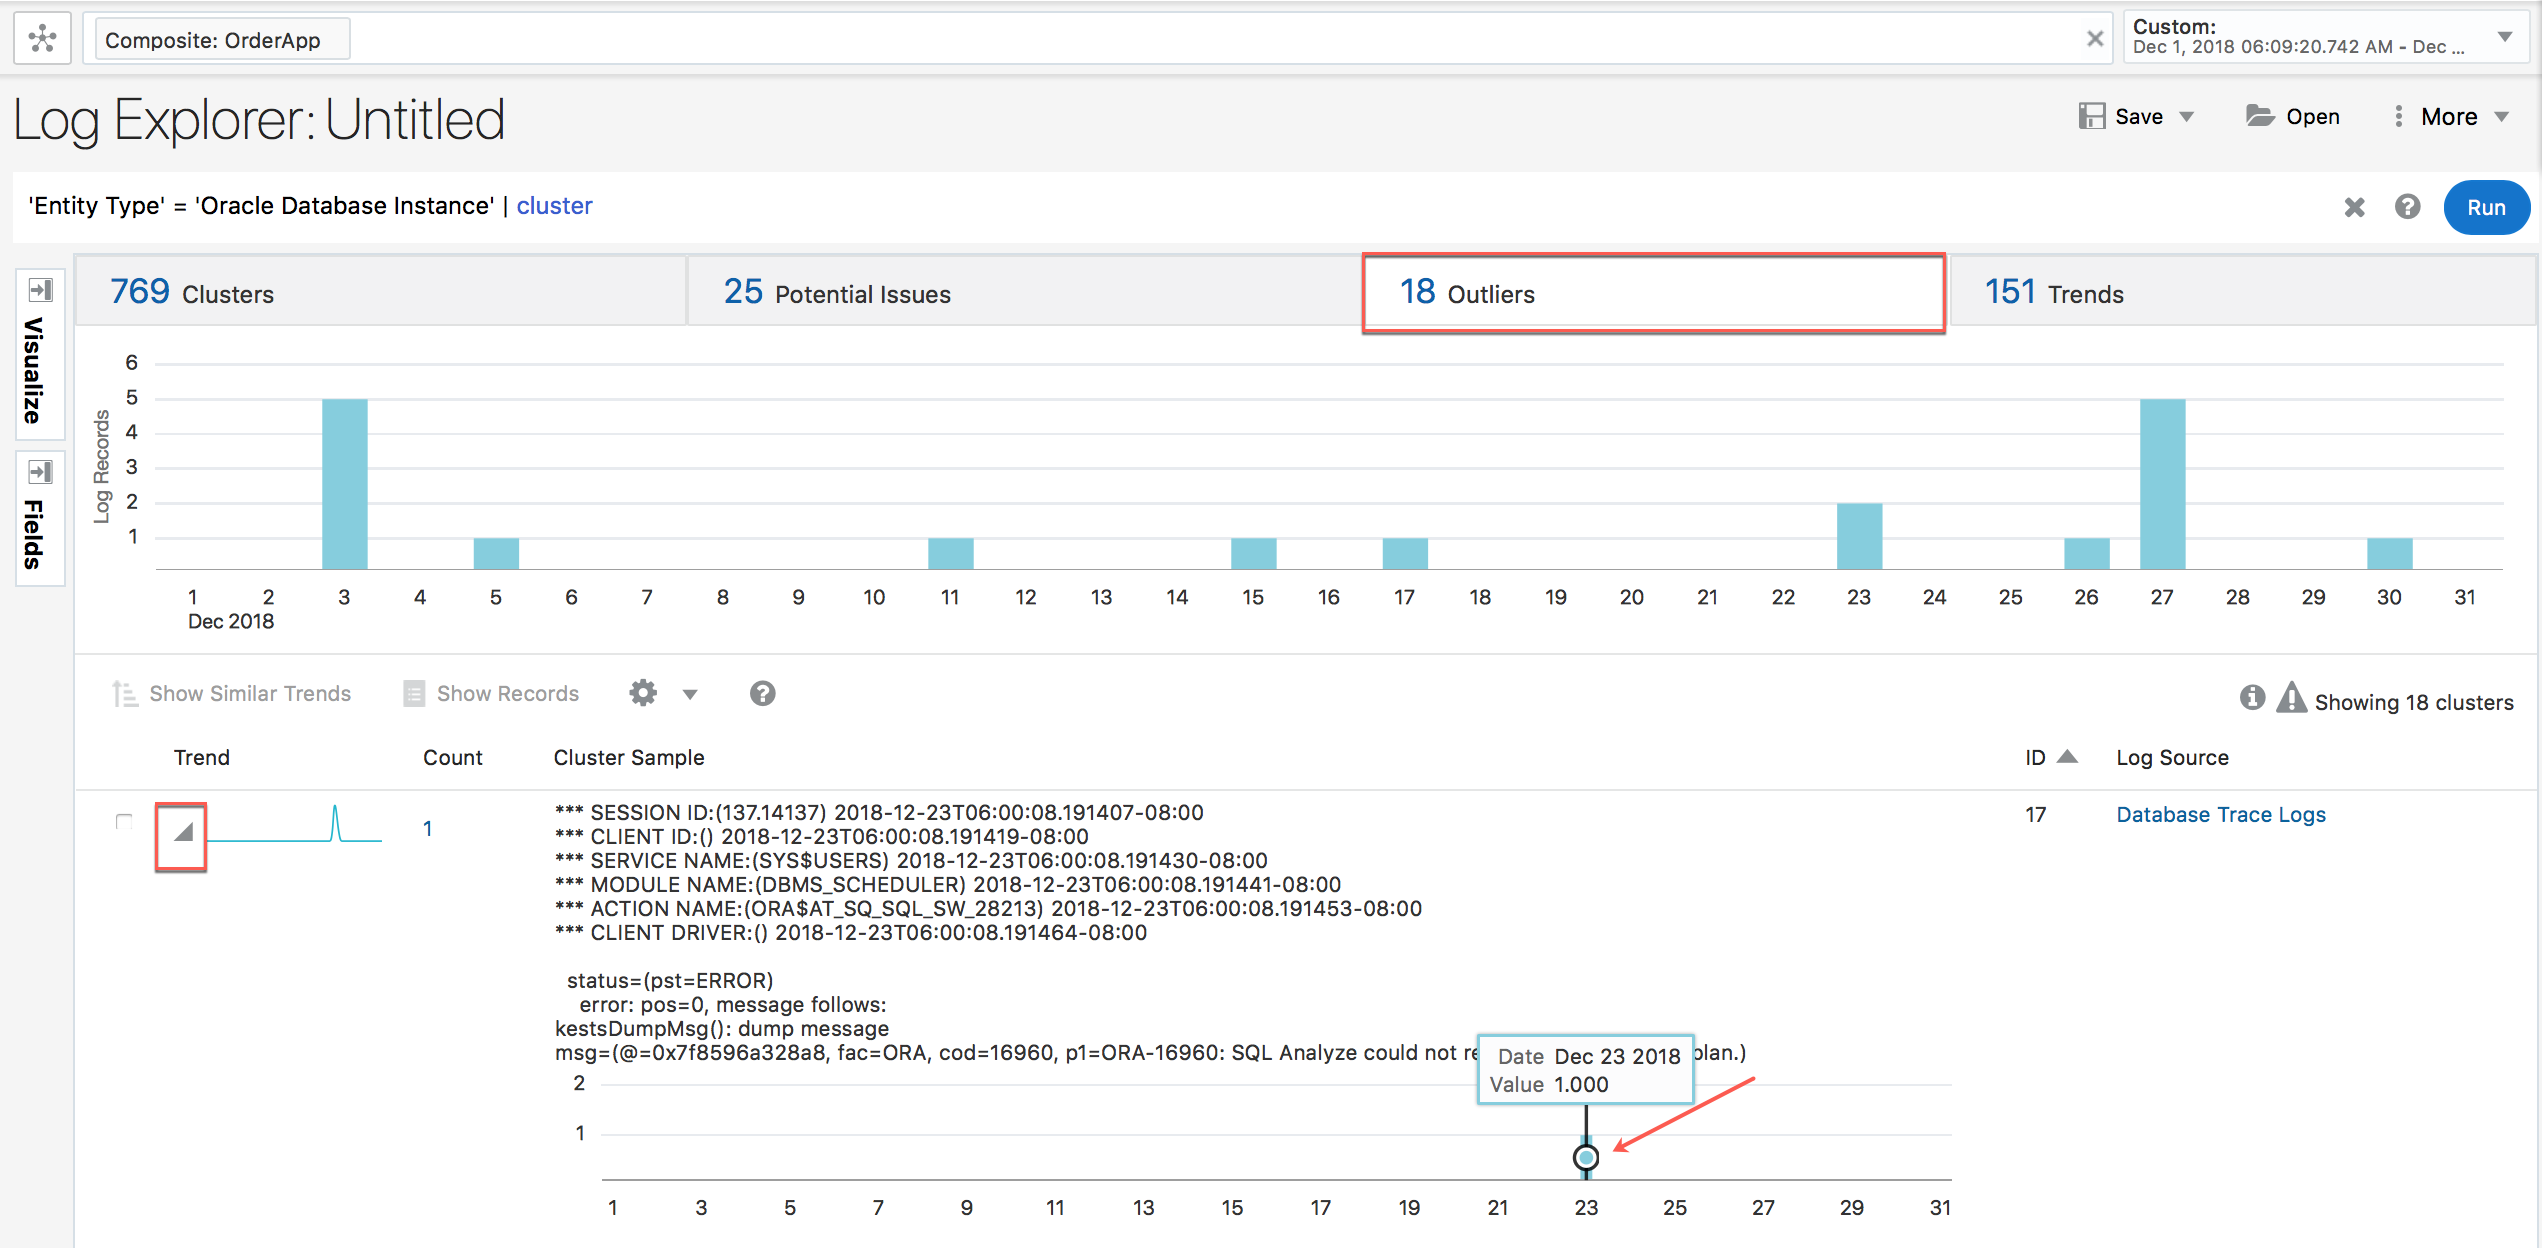 Composite: OrderApp
Custom:
Dec 1, 2018 06:09:20.742 AM - Dec ...
Log Explorer: Untitled
Save
Open
More
'Entity Type' = 'Oracle Database Instance' | cluster
Run
769 Clusters
25 Potential Issues
18 Outliers
151 Trends
Visualize
Fields
Log Records
6
5
4
3
2
1
1 2 3 4 5 6 7 8 9 10 11 12 13 14 15 16 17 18 19 20 21 22 23 24 25 26 27 28 29 30 31
Dec 2018
Show Similar Trends
Show Records
Showing 18 clusters
Trend Count Cluster Sample ID Log Source
1
*** SESSION ID:(137.14137) 2018-12-23T06:00:08.191407-08:00
17
Database Trace Logs
*** CLIENT ID:() 2018-12-23T06:00:08.191419-08:00
*** SERVICE NAME:(SYS$USERS) 2018-12-23T06:00:08.191430-08:00
*** MODULE NAME:(DBMS_SCHEDULER) 2018-12-23T06:00:08.191441-08:00
*** ACTION NAME:(ORA$AT_SQ_SQL_SW_28213) 2018-12-23T06:00:08.191453-08:00
*** CLIENT DRIVER:() 2018-12-23T06:00:08.191464-08:00
status=(pst=ERROR)
error: pos=0, message follows:
kestsDumpMsg(): dump message
msg=(@=0x7f8596a328a8, fac=ORA, cod=16960, p1=ORA-16960: SQL Analyze could not re plan.)
Date Dec 23 2018
Value 1.000
2
1
1 3 5 7 9 11 13 15 17 19 21 23 25 27 29 31